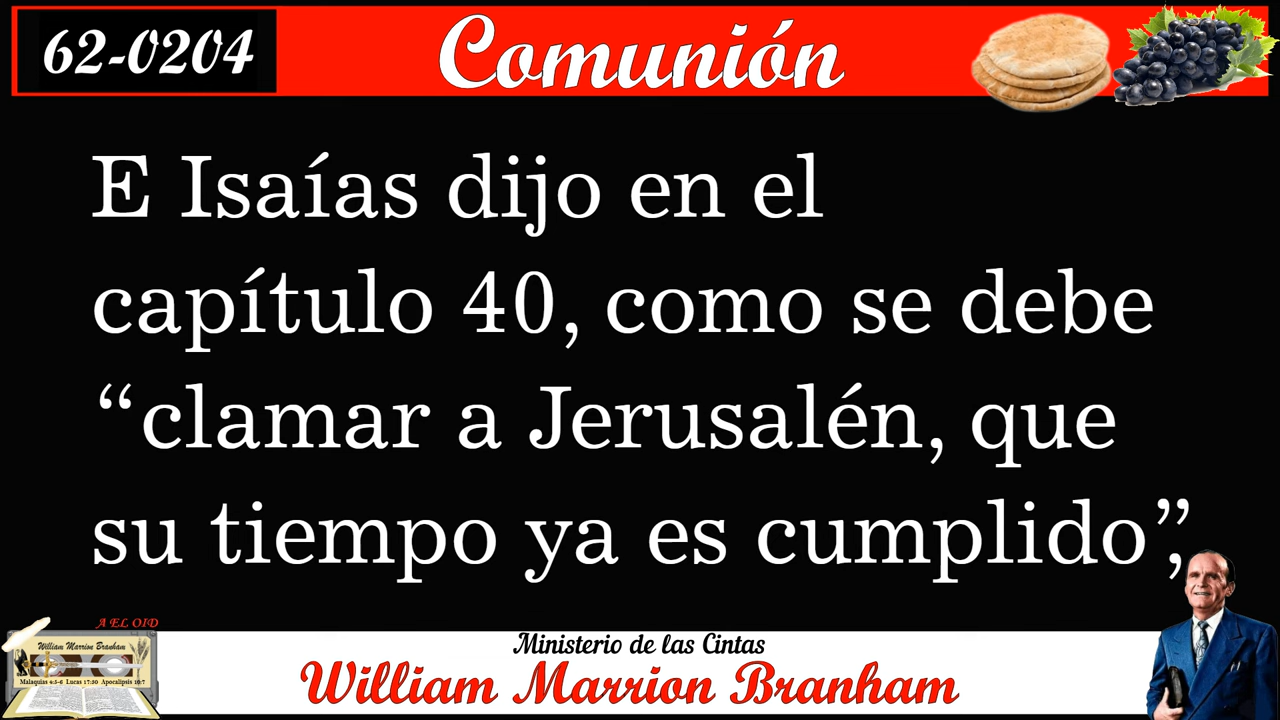 62-0204
Comunión
E Isaías dijo en el
capítulo 40, como se debe
“clamar a Jerusalén, que
su tiempo ya es cumplido”,
A EL OID
William Marrion Branham
Malaquias 4:5-6 Lucas 17:30 Apocalipsis 10:7
Ministerio de las Cintas
William Marrion Branham